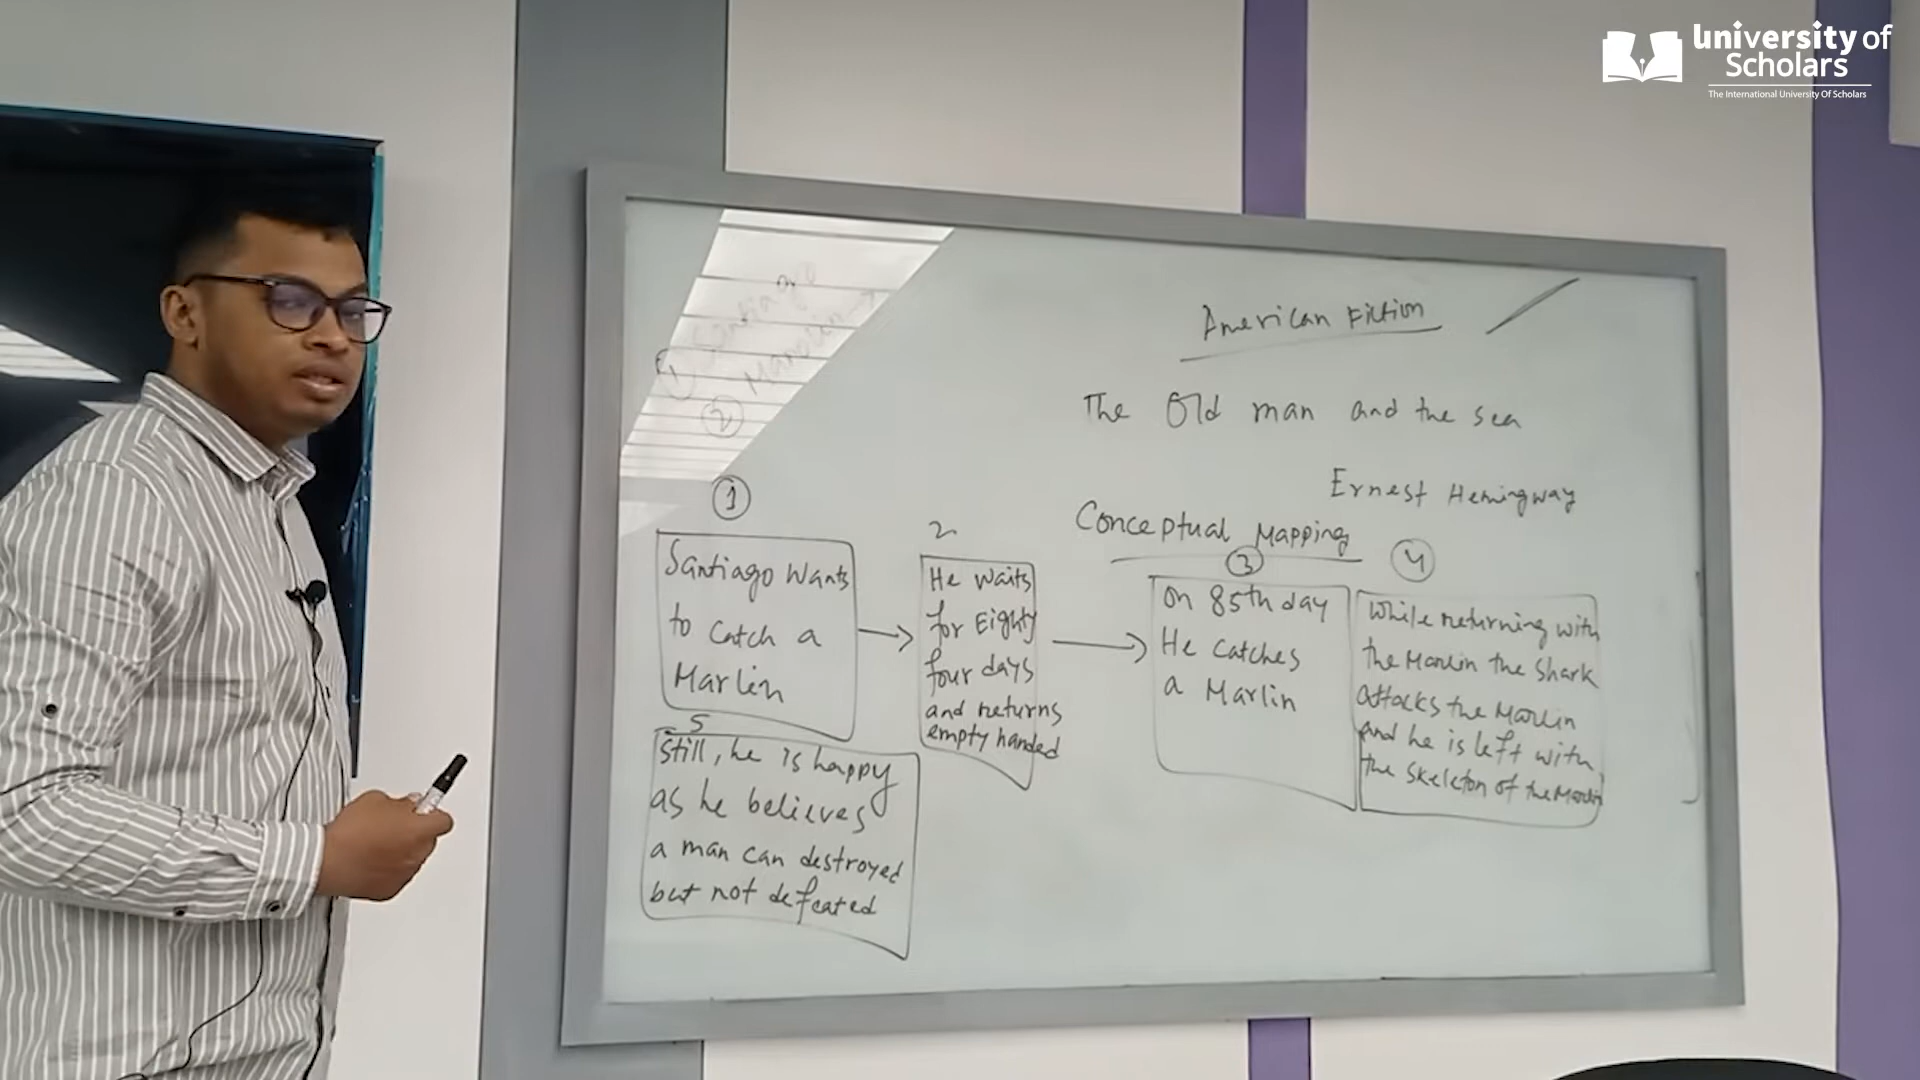 University of
Scholars
The International University Of Scholars
① Santiago
② Manolin
American Fiction
The Old man and the sea
Ernest Hemingway
Conceptual Mapping
①
Santiago Wants
to catch a
Marlin
2
He waits
for Eighty
four days
and returns
empty handed
③
on 85th day
He catches
a Marlin
④
While returning with
the Marlin the Shark
attacks the Marlin
and he is left with
the skeleton of the Marlin
5
Still, he is happy
as he believes
a man can destroyed
but not defeated